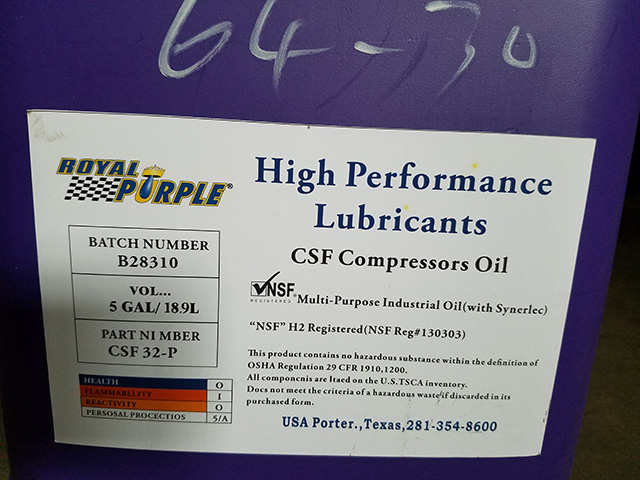 64-30
ROYAL
PURPLE®
High Performance
Lubricants
CSF Compressors Oil
BATCH NUMBER
B28310
VOL...
5 GAL/ 18.9L
PART NI MBER
CSF 32-P
NSF
REGISTERED
Multi-Purpose Industrial Oil(with Synerlec)
“NSF” H2 Registered(NSF Reg#130303)
This product contains no hazardous substance within the definition of
OSHA Regulation 29 CFR 1910,1200.
All componcnis are Itaed on the U.S.TSCA inventory.
Docs not meet the criteria of a hazardous waste/if discarded in its
purchased form.
HEALTH O
FLAMMABLLITY I
REACTIVITY O
PERSOSAL PROCECTIOS 5/A
USA Porter.,Texas,281-354-8600